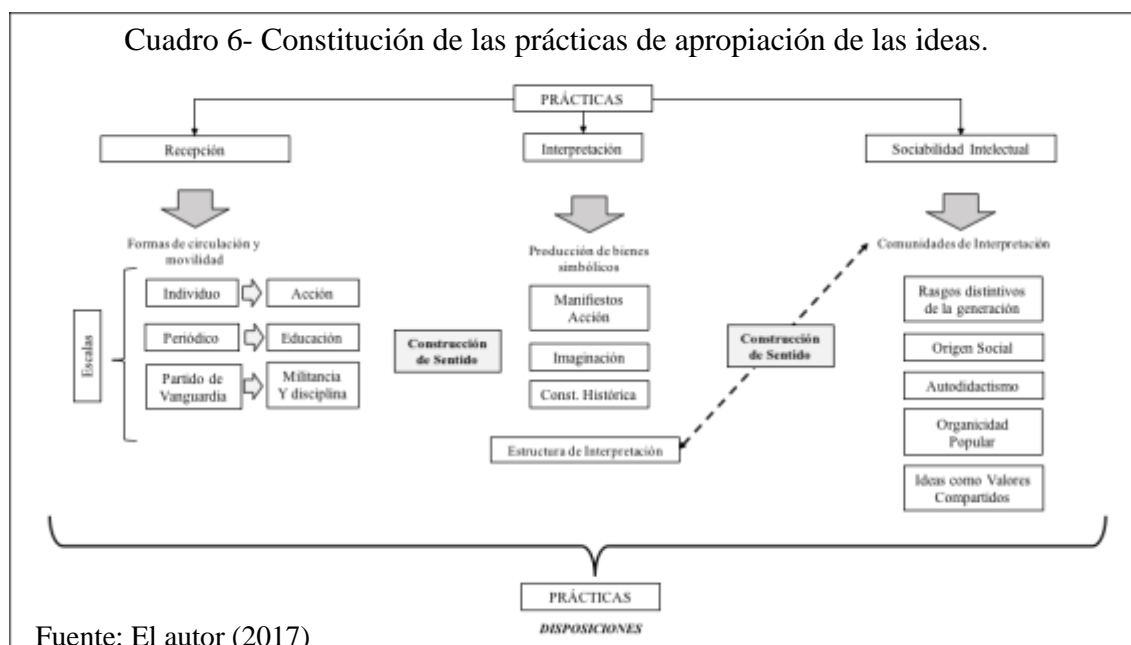 Cuadro 6- Constitución de las prácticas de apropiación de las ideas.
PRÁCTICAS
Recepción
Interpretación
Sociabilidad Intelectual
Formas de circulación y
movilidad
Escalas
Individuo
Acción
Periódico
Educación
Partido de
Vanguardia
Militancia
Y disciplina
Construcción
de Sentido
Producción de bienes
simbólicos
Manifiestos
Acción
Imaginación
Const. Histórica
Estructura de Interpretación
Construcción
de Sentido
Comunidades de Interpretación
Rasgos distintivos
de la generación
Origen Social
Autodidactismo
Organicidad
Popular
Ideas como Valores
Compartidos
PRÁCTICAS
DISPOSICIONES
Fuente: El autor (2017)